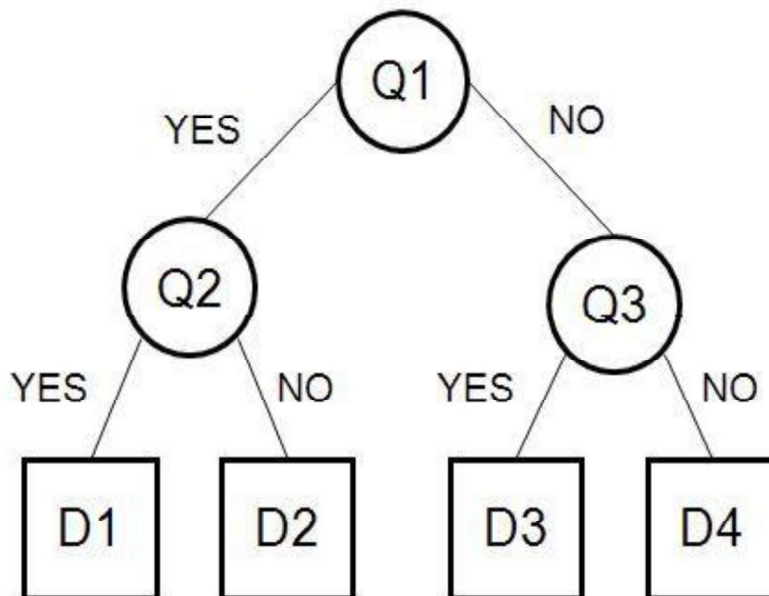 Q1
YES
NO
Q2
Q3
YES
NO
YES
NO
D1
D2
D3
D4